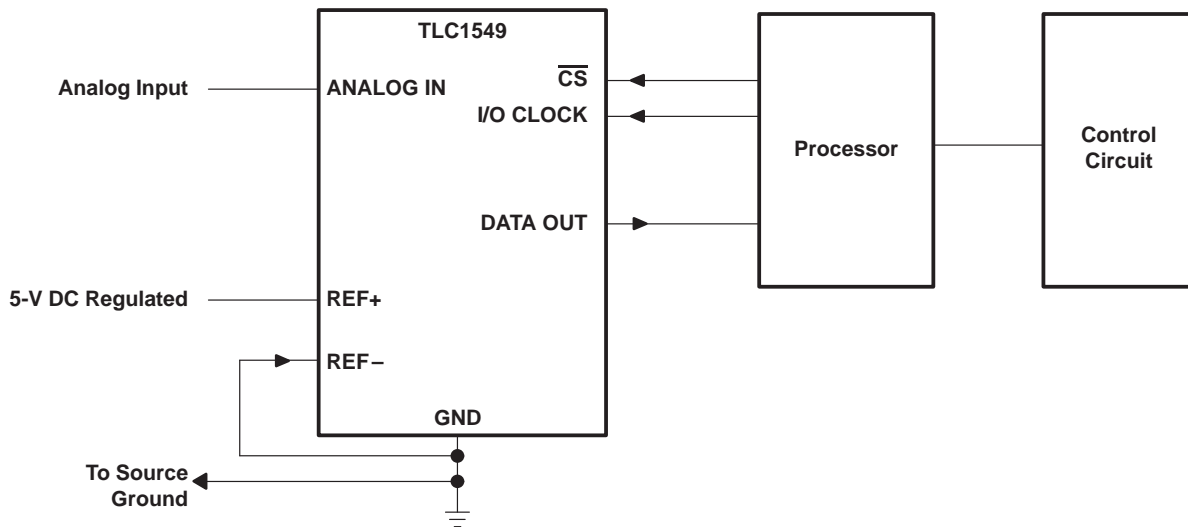 TLC1549
Analog Input
ANALOG IN
C̅S̅
I/O CLOCK
DATA OUT
Processor
Control
Circuit
5-V DC Regulated
REF+
REF−
GND
To Source
Ground